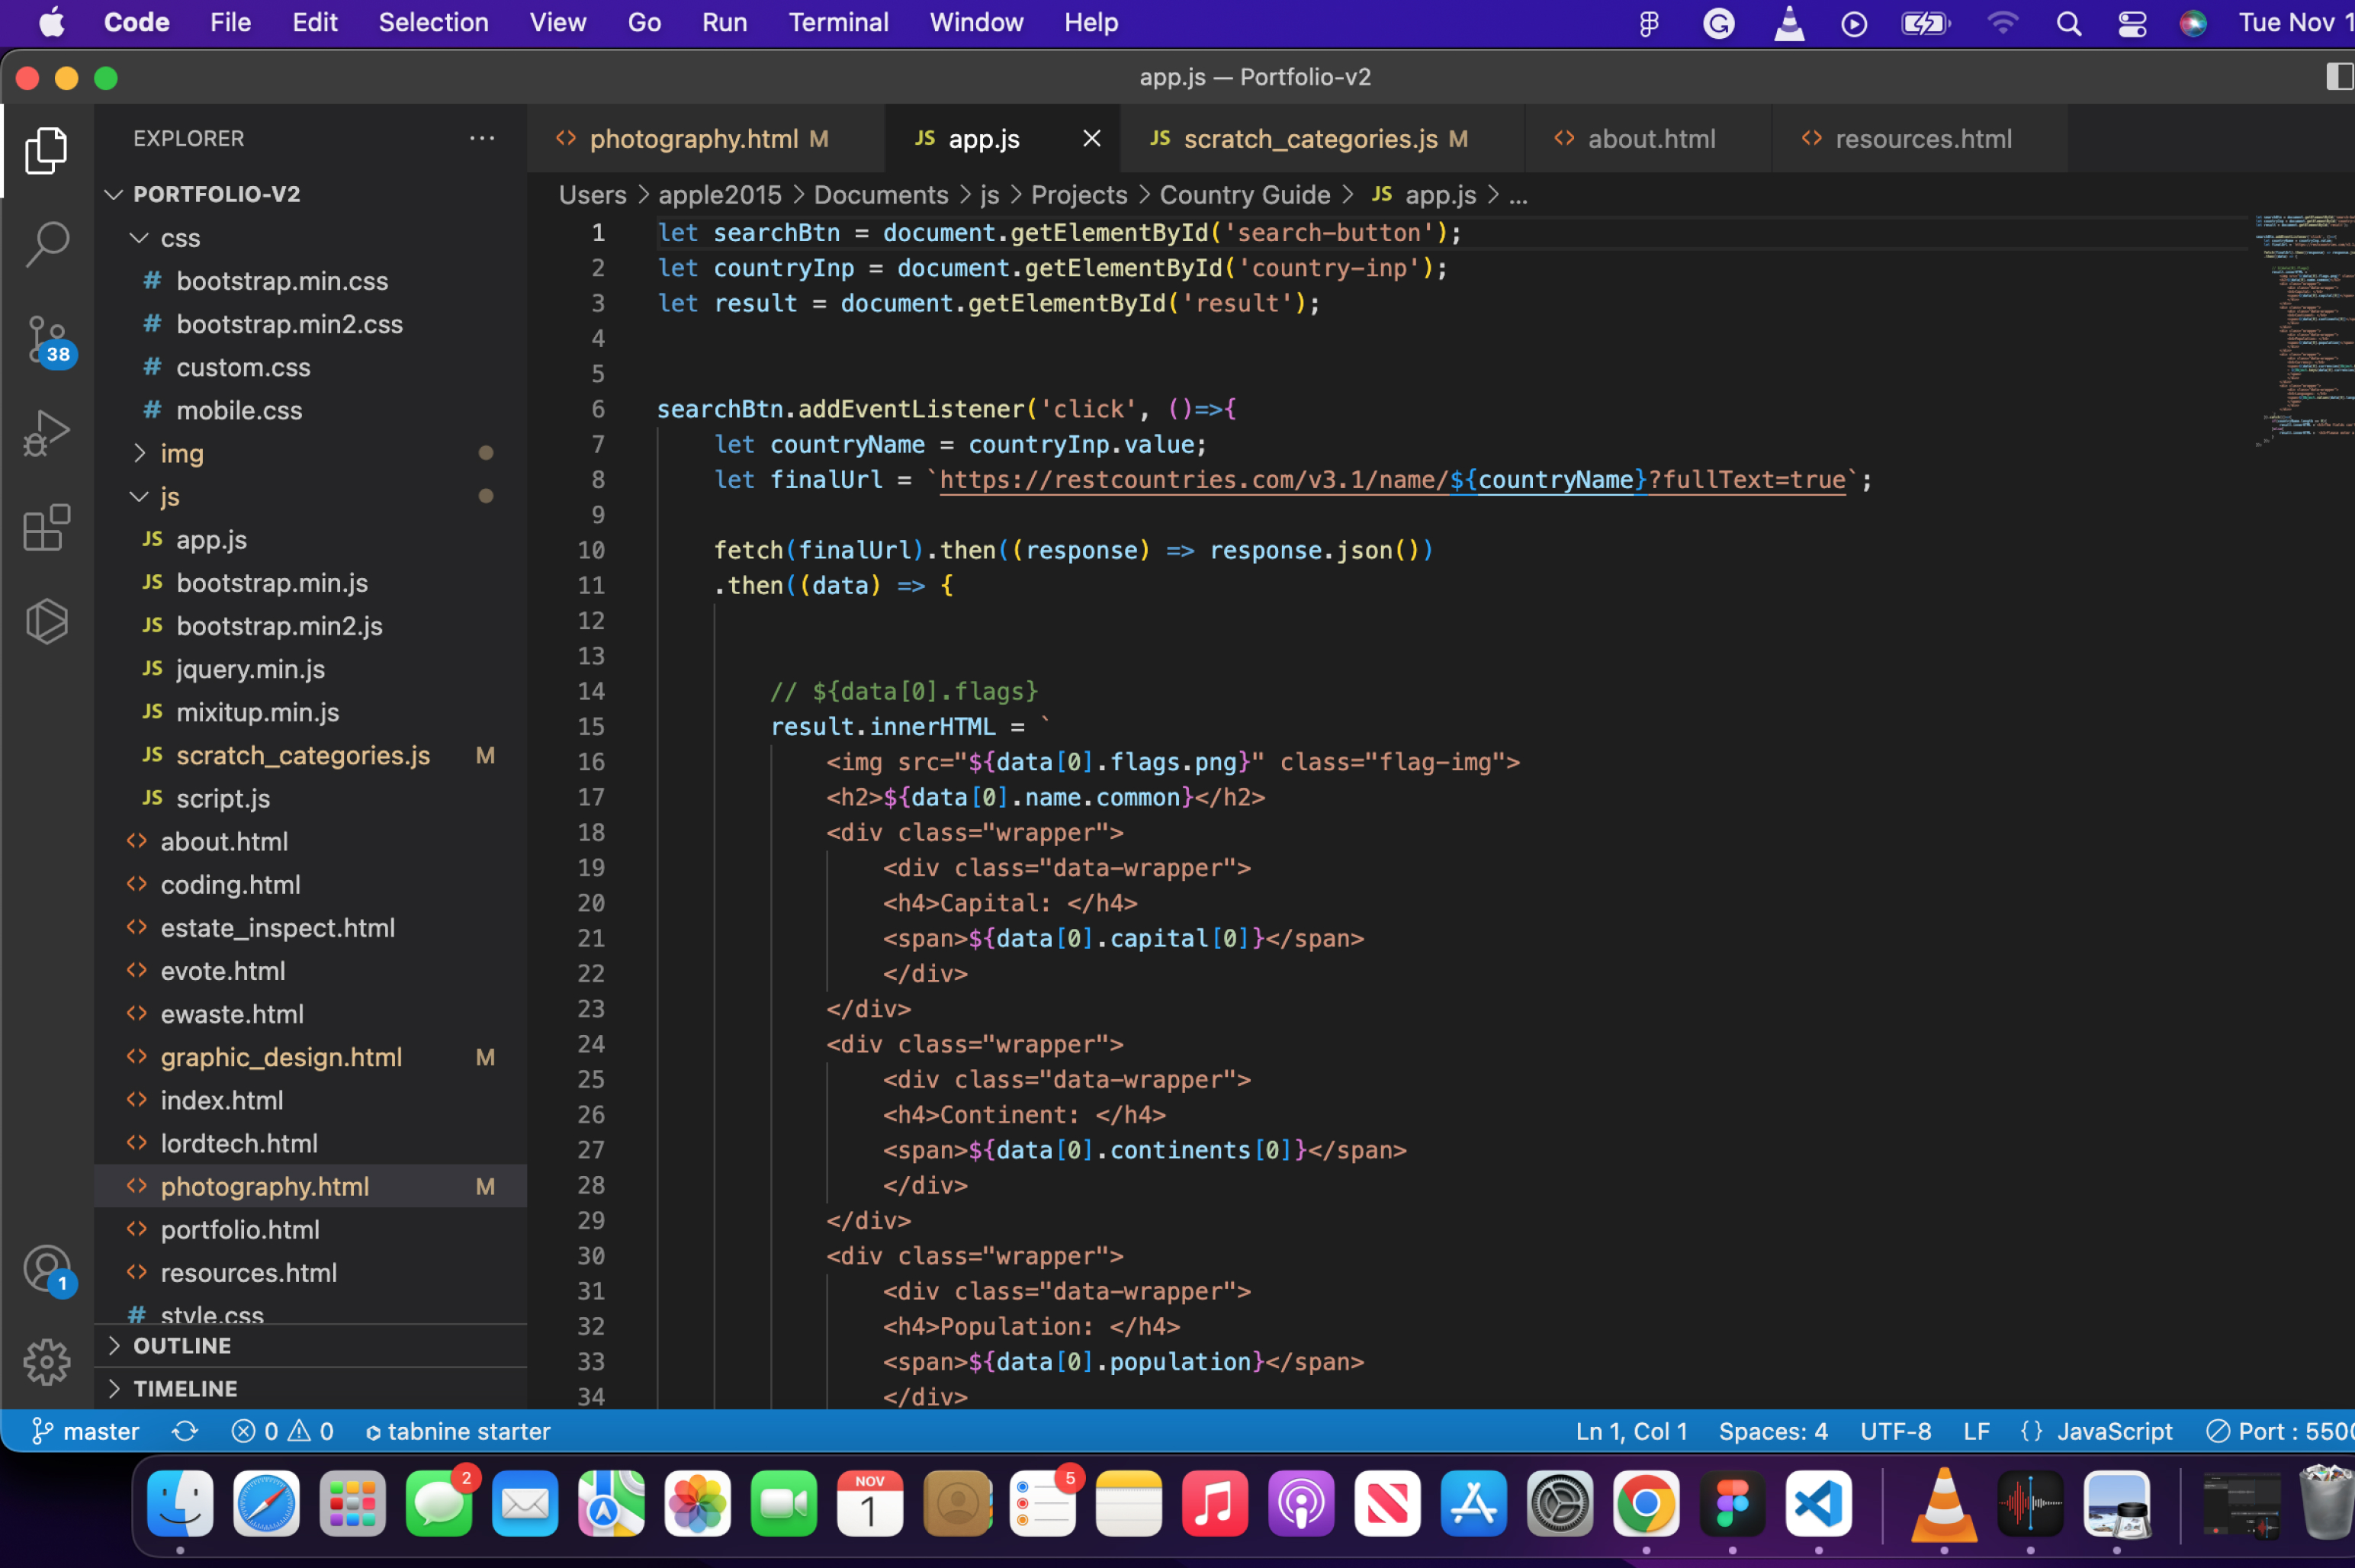 Code File Edit Selection View Go Run Terminal Window Help Tue Nov 1
app.js — Portfolio-v2
EXPLORER
photography.html M
JS app.js
JS scratch_categories.js M
about.html
resources.html
Users > apple2015 > Documents > js > Projects > Country Guide > JS app.js > ...
PORTFOLIO-V2
css
# bootstrap.min.css
# bootstrap.min2.css
# custom.css
# mobile.css
img
js
JS app.js
JS bootstrap.min.js
JS bootstrap.min2.js
JS jquery.min.js
JS mixitup.min.js
JS scratch_categories.js M
JS script.js
<> about.html
<> coding.html
<> estate_inspect.html
<> evote.html
<> ewaste.html
<> graphic_design.html M
<> index.html
<> lordtech.html
<> photography.html M
<> portfolio.html
<> resources.html
# style.css
OUTLINE
TIMELINE
38
1
1 let searchBtn = document.getElementById('search-button');
2 let countryInp = document.getElementById('country-inp');
3 let result = document.getElementById('result');
4
5
6 searchBtn.addEventListener('click', ()=>{
7 let countryName = countryInp.value;
8 let finalUrl = `https://restcountries.com/v3.1/name/${countryName}?fullText=true`;
9
10 fetch(finalUrl).then((response) => response.json())
11 .then((data) => {
12
13
14 // ${data[0].flags}
15 result.innerHTML = `
16 <img src="${data[0].flags.png}" class="flag-img">
17 <h2>${data[0].name.common}</h2>
18 <div class="wrapper">
19 <div class="data-wrapper">
20 <h4>Capital: </h4>
21 <span>${data[0].capital[0]}</span>
22 </div>
23 </div>
24 <div class="wrapper">
25 <div class="data-wrapper">
26 <h4>Continent: </h4>
27 <span>${data[0].continents[0]}</span>
28 </div>
29 </div>
30 <div class="wrapper">
31 <div class="data-wrapper">
32 <h4>Population: </h4>
33 <span>${data[0].population}</span>
34 </div>
master 0 0 tabnine starter Ln 1, Col 1 Spaces: 4 UTF-8 LF {} JavaScript Port : 5500
2
NOV
1
5